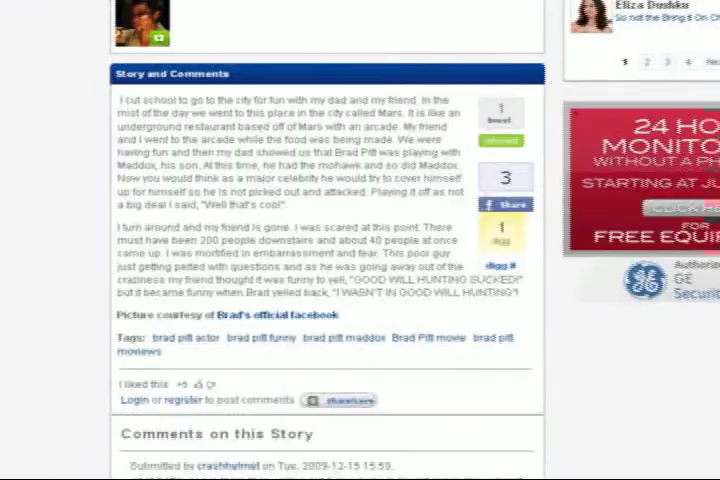 Eliza Dushku
So not the Bring it On
1 2 3 4
Story and Comments
I cut school to go to the city for fun with my dad and my friend. In the
mist of the day we went to this place in the city called Mars. It is like an
underground restaurant based off of Mars with an arcade. My friend
and I went to the arcade while the food was being made. We were
having fun and then my dad showed us that Brad Pitt was playing with
Maddox, his son. At this time, he had the mohawk and so did Maddox.
Now you would think as a major celebrity he would try to cover himself
up for himself so he is not picked out and attacked. Playing it off as not
a big deal I said, "Well that's cool".
1
tweet
retweet
3
Share
1
digg
digg it
I turn around and my friend is gone. I was scared at this point. There
must have been 200 people downstairs and about 40 people at once
came up. I was mortified in embarrassment and fear. This poor guy
just getting pelted with questions and as he was going away out of the
craziness my friend thought it was funny to yell, "GOOD WILL HUNTING SUCKED!"
but it became funny when Brad yelled back, "I WASN'T IN GOOD WILL HUNTING"!
Picture courtesy of Brad's official facebook
Tags: brad pitt actor brad pitt funny brad pitt maddox Brad Pitt movie brad pitt
moviews
I liked this +5
Login or register to post comments
share/save
Comments on this Story
Submitted by crashhelmet on Tue, 2009-12-15 15:59.
24 HO
MONITO
WITHOUT A P
STARTING AT JU
CLICK HE
FOR
FREE EQUI
Authoriz
GE
Securit